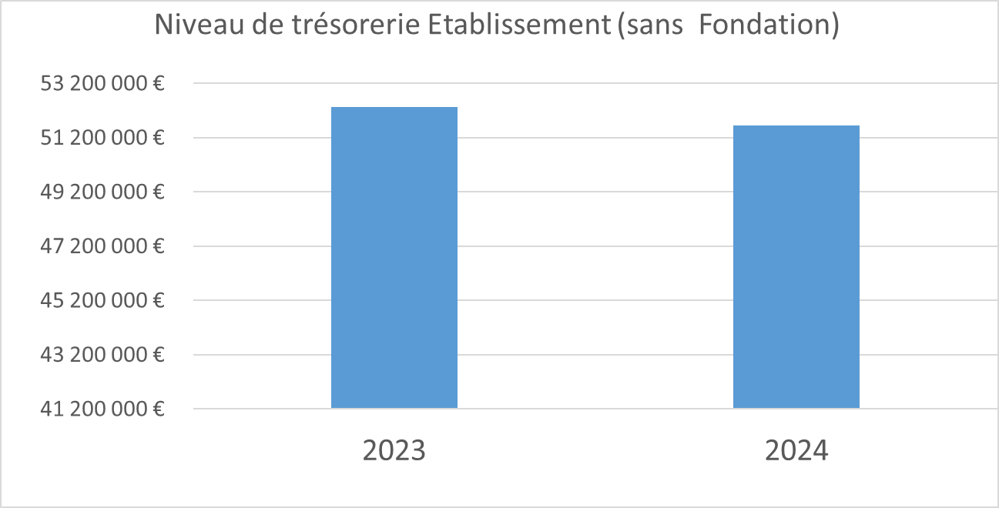 Niveau de trésorerie Etablissement (sans  Fondation)
53 200 000 €
51 200 000 €
49 200 000 €
47 200 000 €
45 200 000 €
43 200 000 €
41 200 000 €
2023 2024